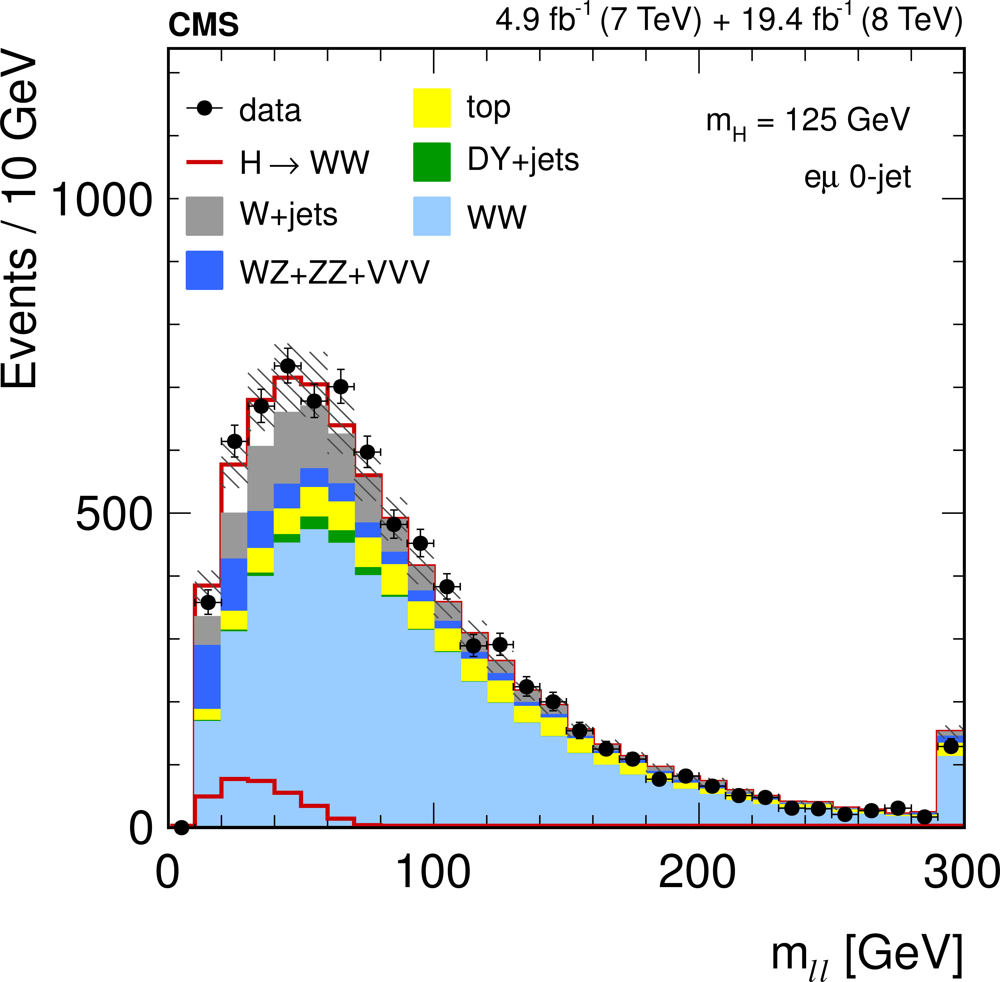 CMS
4.9 fb⁻¹ (7 TeV) + 19.4 fb⁻¹ (8 TeV)
Events / 10 GeV
data
top
H → WW
DY+jets
W+jets
WW
WZ+ZZ+VVV
m_H = 125 GeV
eμ 0-jet
1000
500
0
0 100 200 300
m_ℓℓ [GeV]